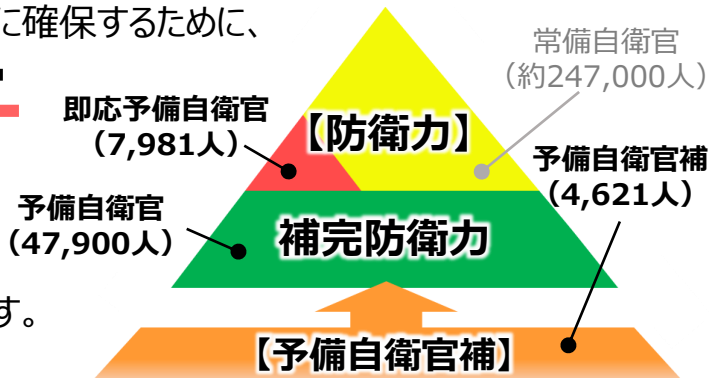 に確保するために、
常備自衛官
（約247,000人）
即応予備自衛官
（7,981人）
【防衛力】
予備自衛官補
（4,621人）
予備自衛官
（47,900人）
補完防衛力
す。
【予備自衛官補】